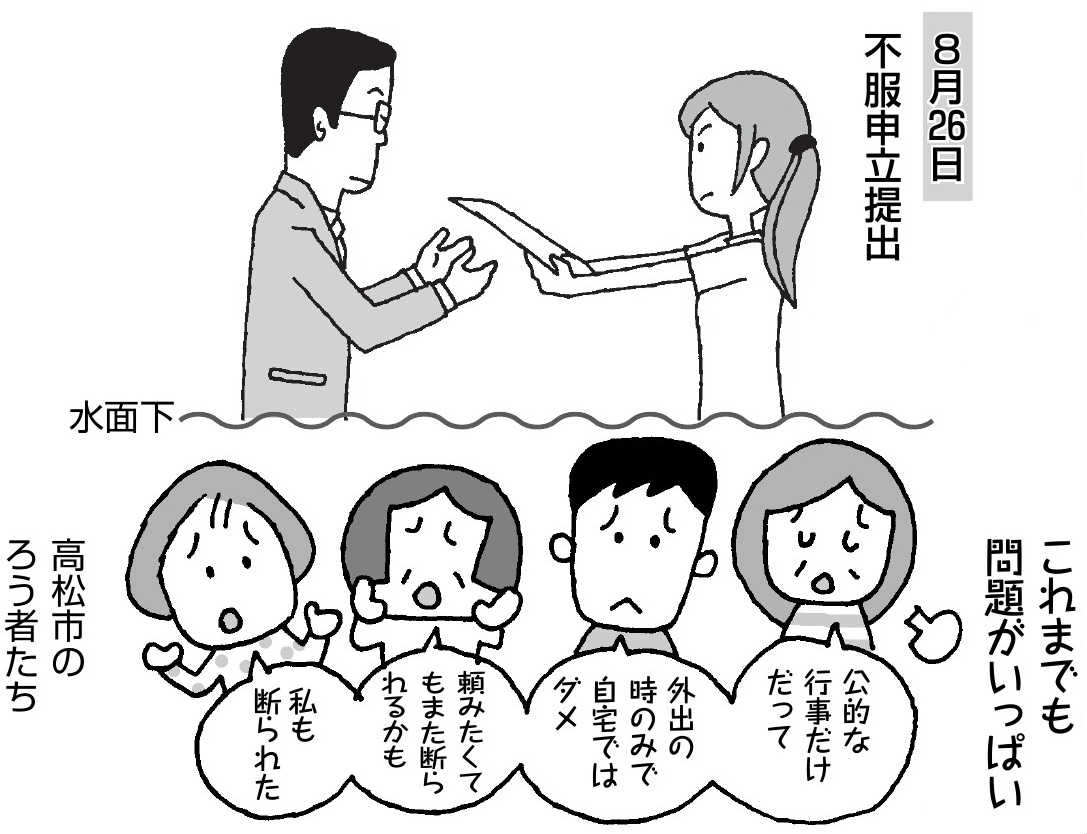 8月26日
不服申立提出
水面下
これまでも
問題がいっぱい
公的な
行事だけ
だって
外出の
時のみで
自宅では
ダメ
頼みたくて
もまた断ら
れるかも
私も
断られた
高松市の
ろう者たち